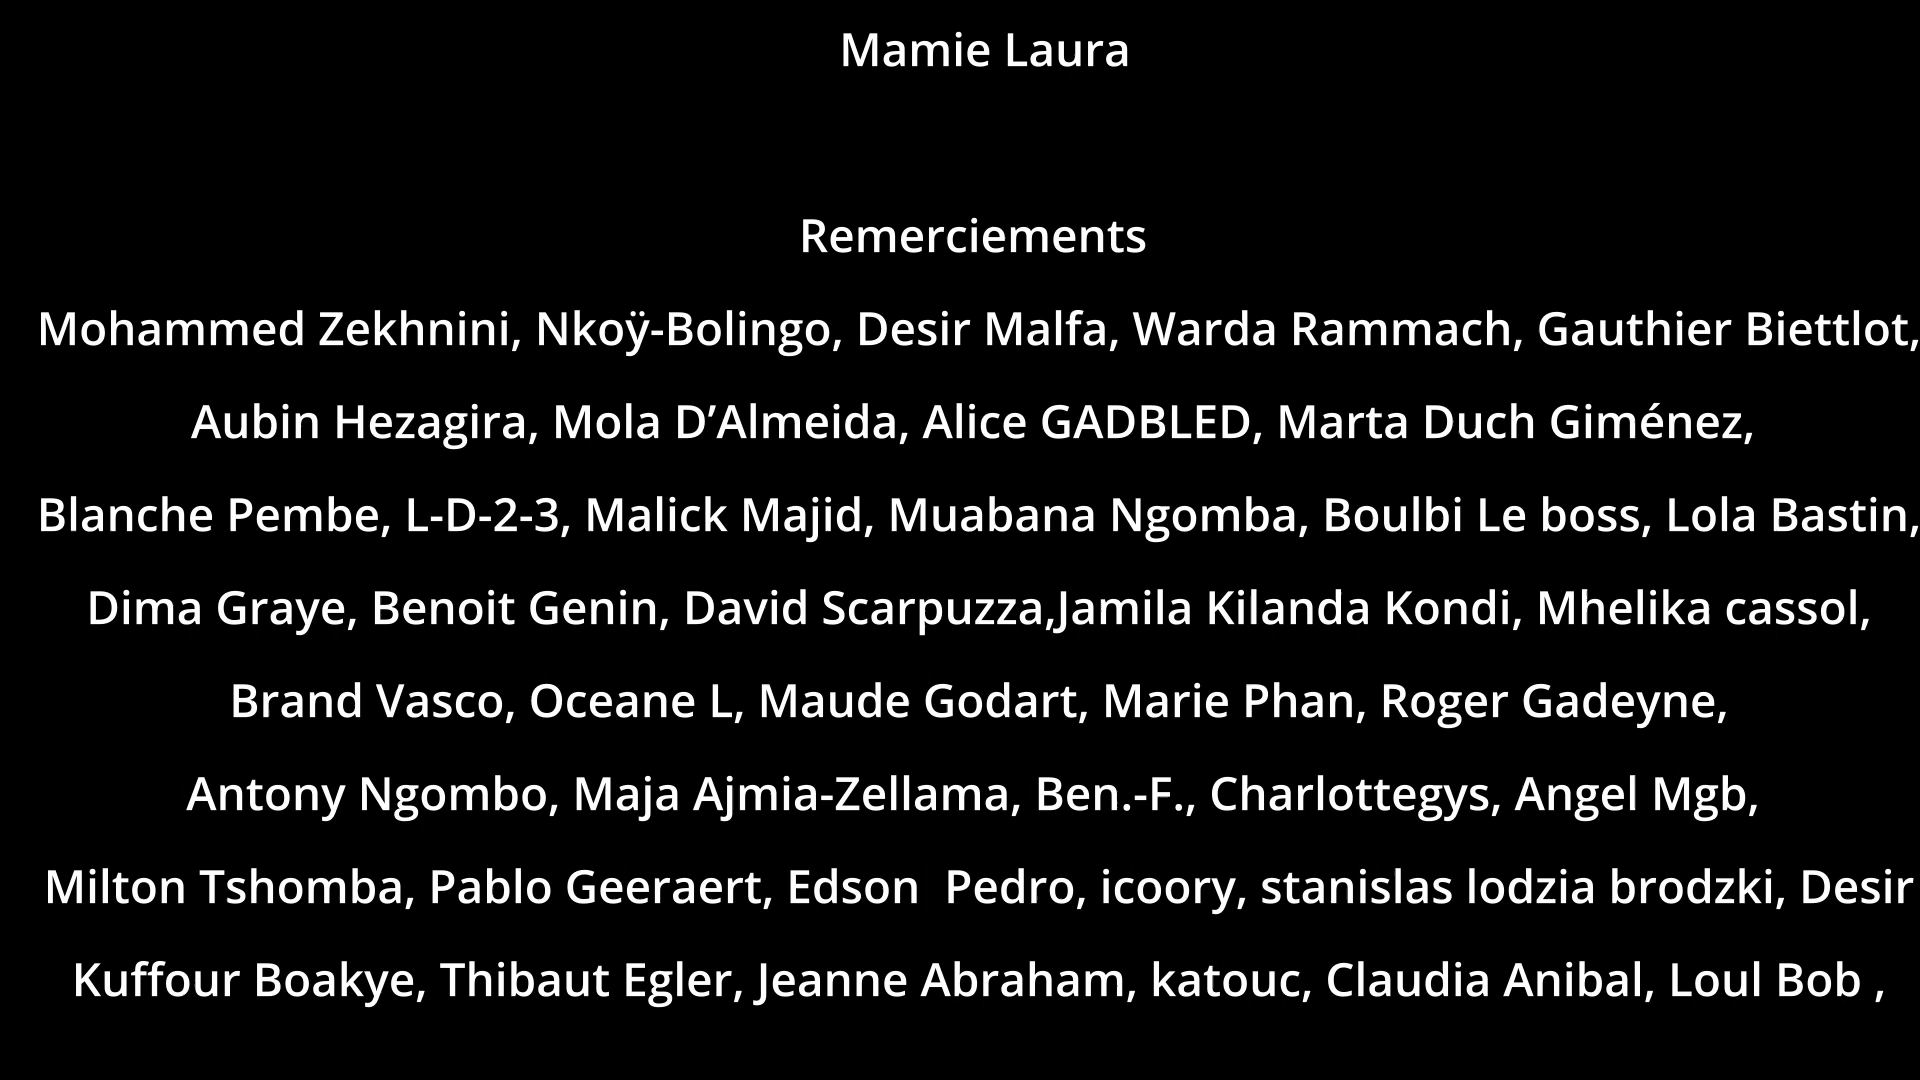 Mamie Laura
Remerciements
Mohammed Zekhnini, Nkoÿ-Bolingo, Desir Malfa, Warda Rammach, Gauthier Biettlot,
Aubin Hezagira, Mola D’Almeida, Alice GADBLED, Marta Duch Giménez,
Blanche Pembe, L-D-2-3, Malick Majid, Muabana Ngomba, Boulbi Le boss, Lola Bastin,
Dima Graye, Benoit Genin, David Scarpuzza,Jamila Kilanda Kondi, Mhelika cassol,
Brand Vasco, Oceane L, Maude Godart, Marie Phan, Roger Gadeyne,
Antony Ngombo, Maja Ajmia-Zellama, Ben.-F., Charlottegys, Angel Mgb,
Milton Tshomba, Pablo Geeraert, Edson  Pedro, icoory, stanislas lodzia brodzki, Desir
Kuffour Boakye, Thibaut Egler, Jeanne Abraham, katouc, Claudia Anibal, Loul Bob ,